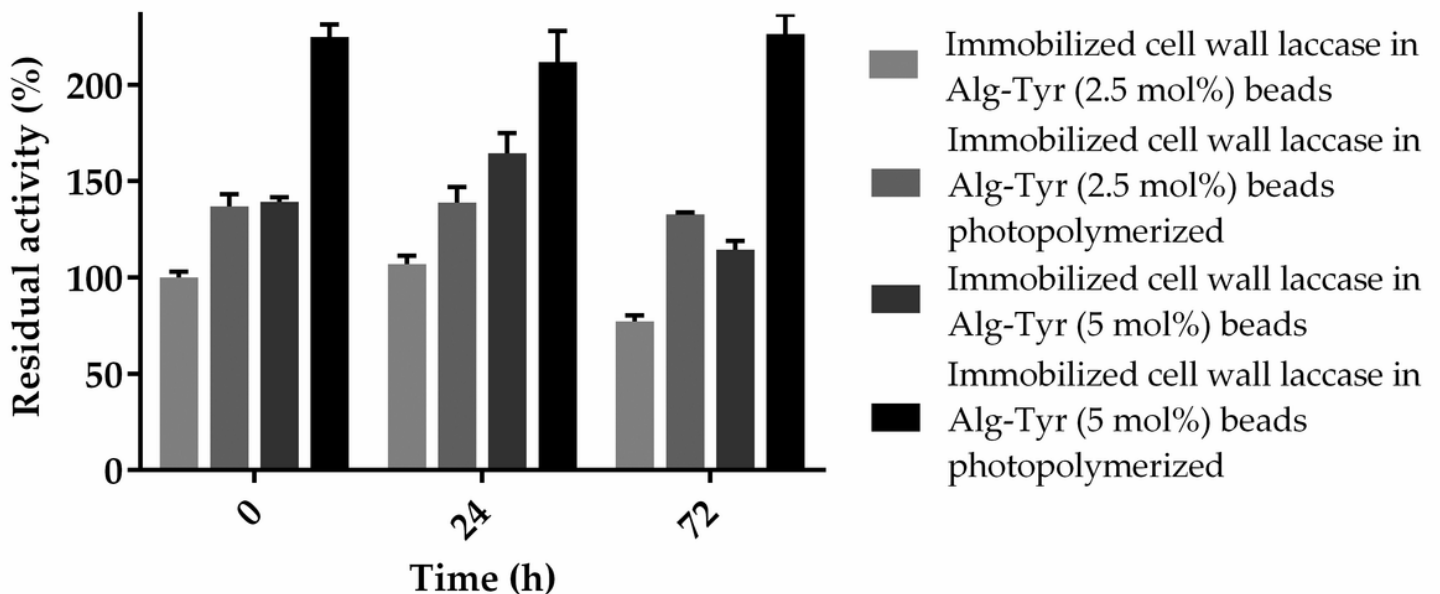 Residual activity (%)
200
150
100
50
0
0
24
72
Time (h)
Immobilized cell wall laccase in
Alg-Tyr (2.5 mol%) beads
Immobilized cell wall laccase in
Alg-Tyr (2.5 mol%) beads
photopolymerized
Immobilized cell wall laccase in
Alg-Tyr (5 mol%) beads
Immobilized cell wall laccase in
Alg-Tyr (5 mol%) beads
photopolymerized